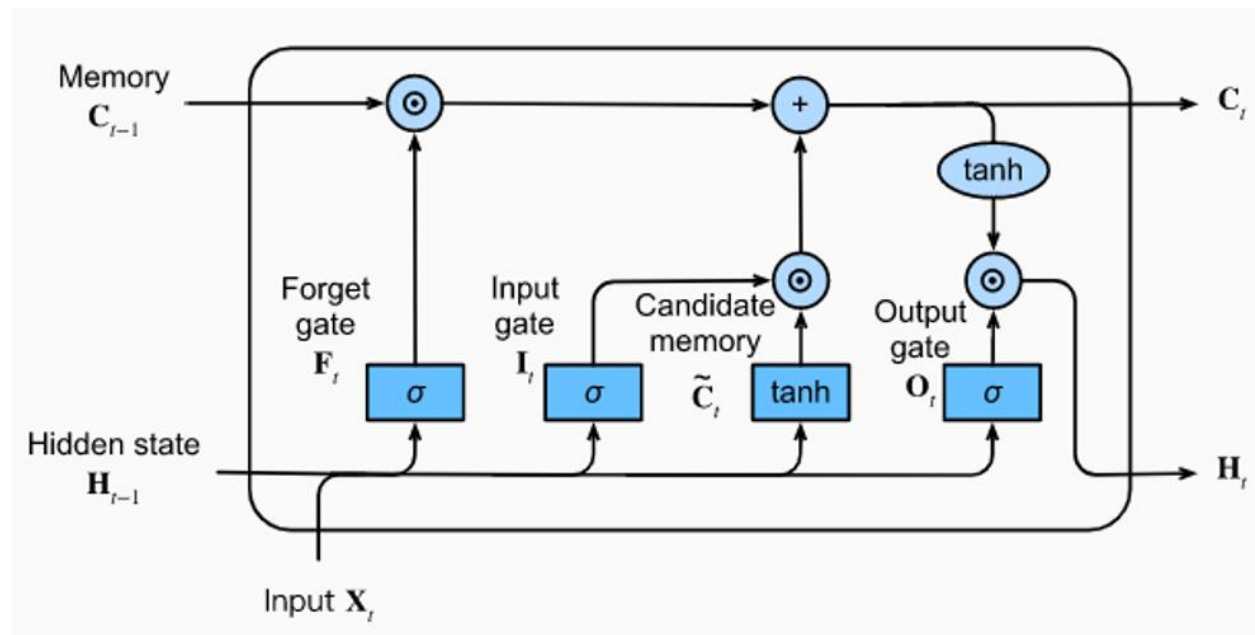 Memory
C_{t-1}
⊙
+
C_t
tanh
Forget
gate
F_t
Input
gate
I_t
Candidate
memory
C̃_t
⊙
Output
gate
O_t
⊙
σ
σ
tanh
σ
Hidden state
H_{t-1}
H_t
Input X_t